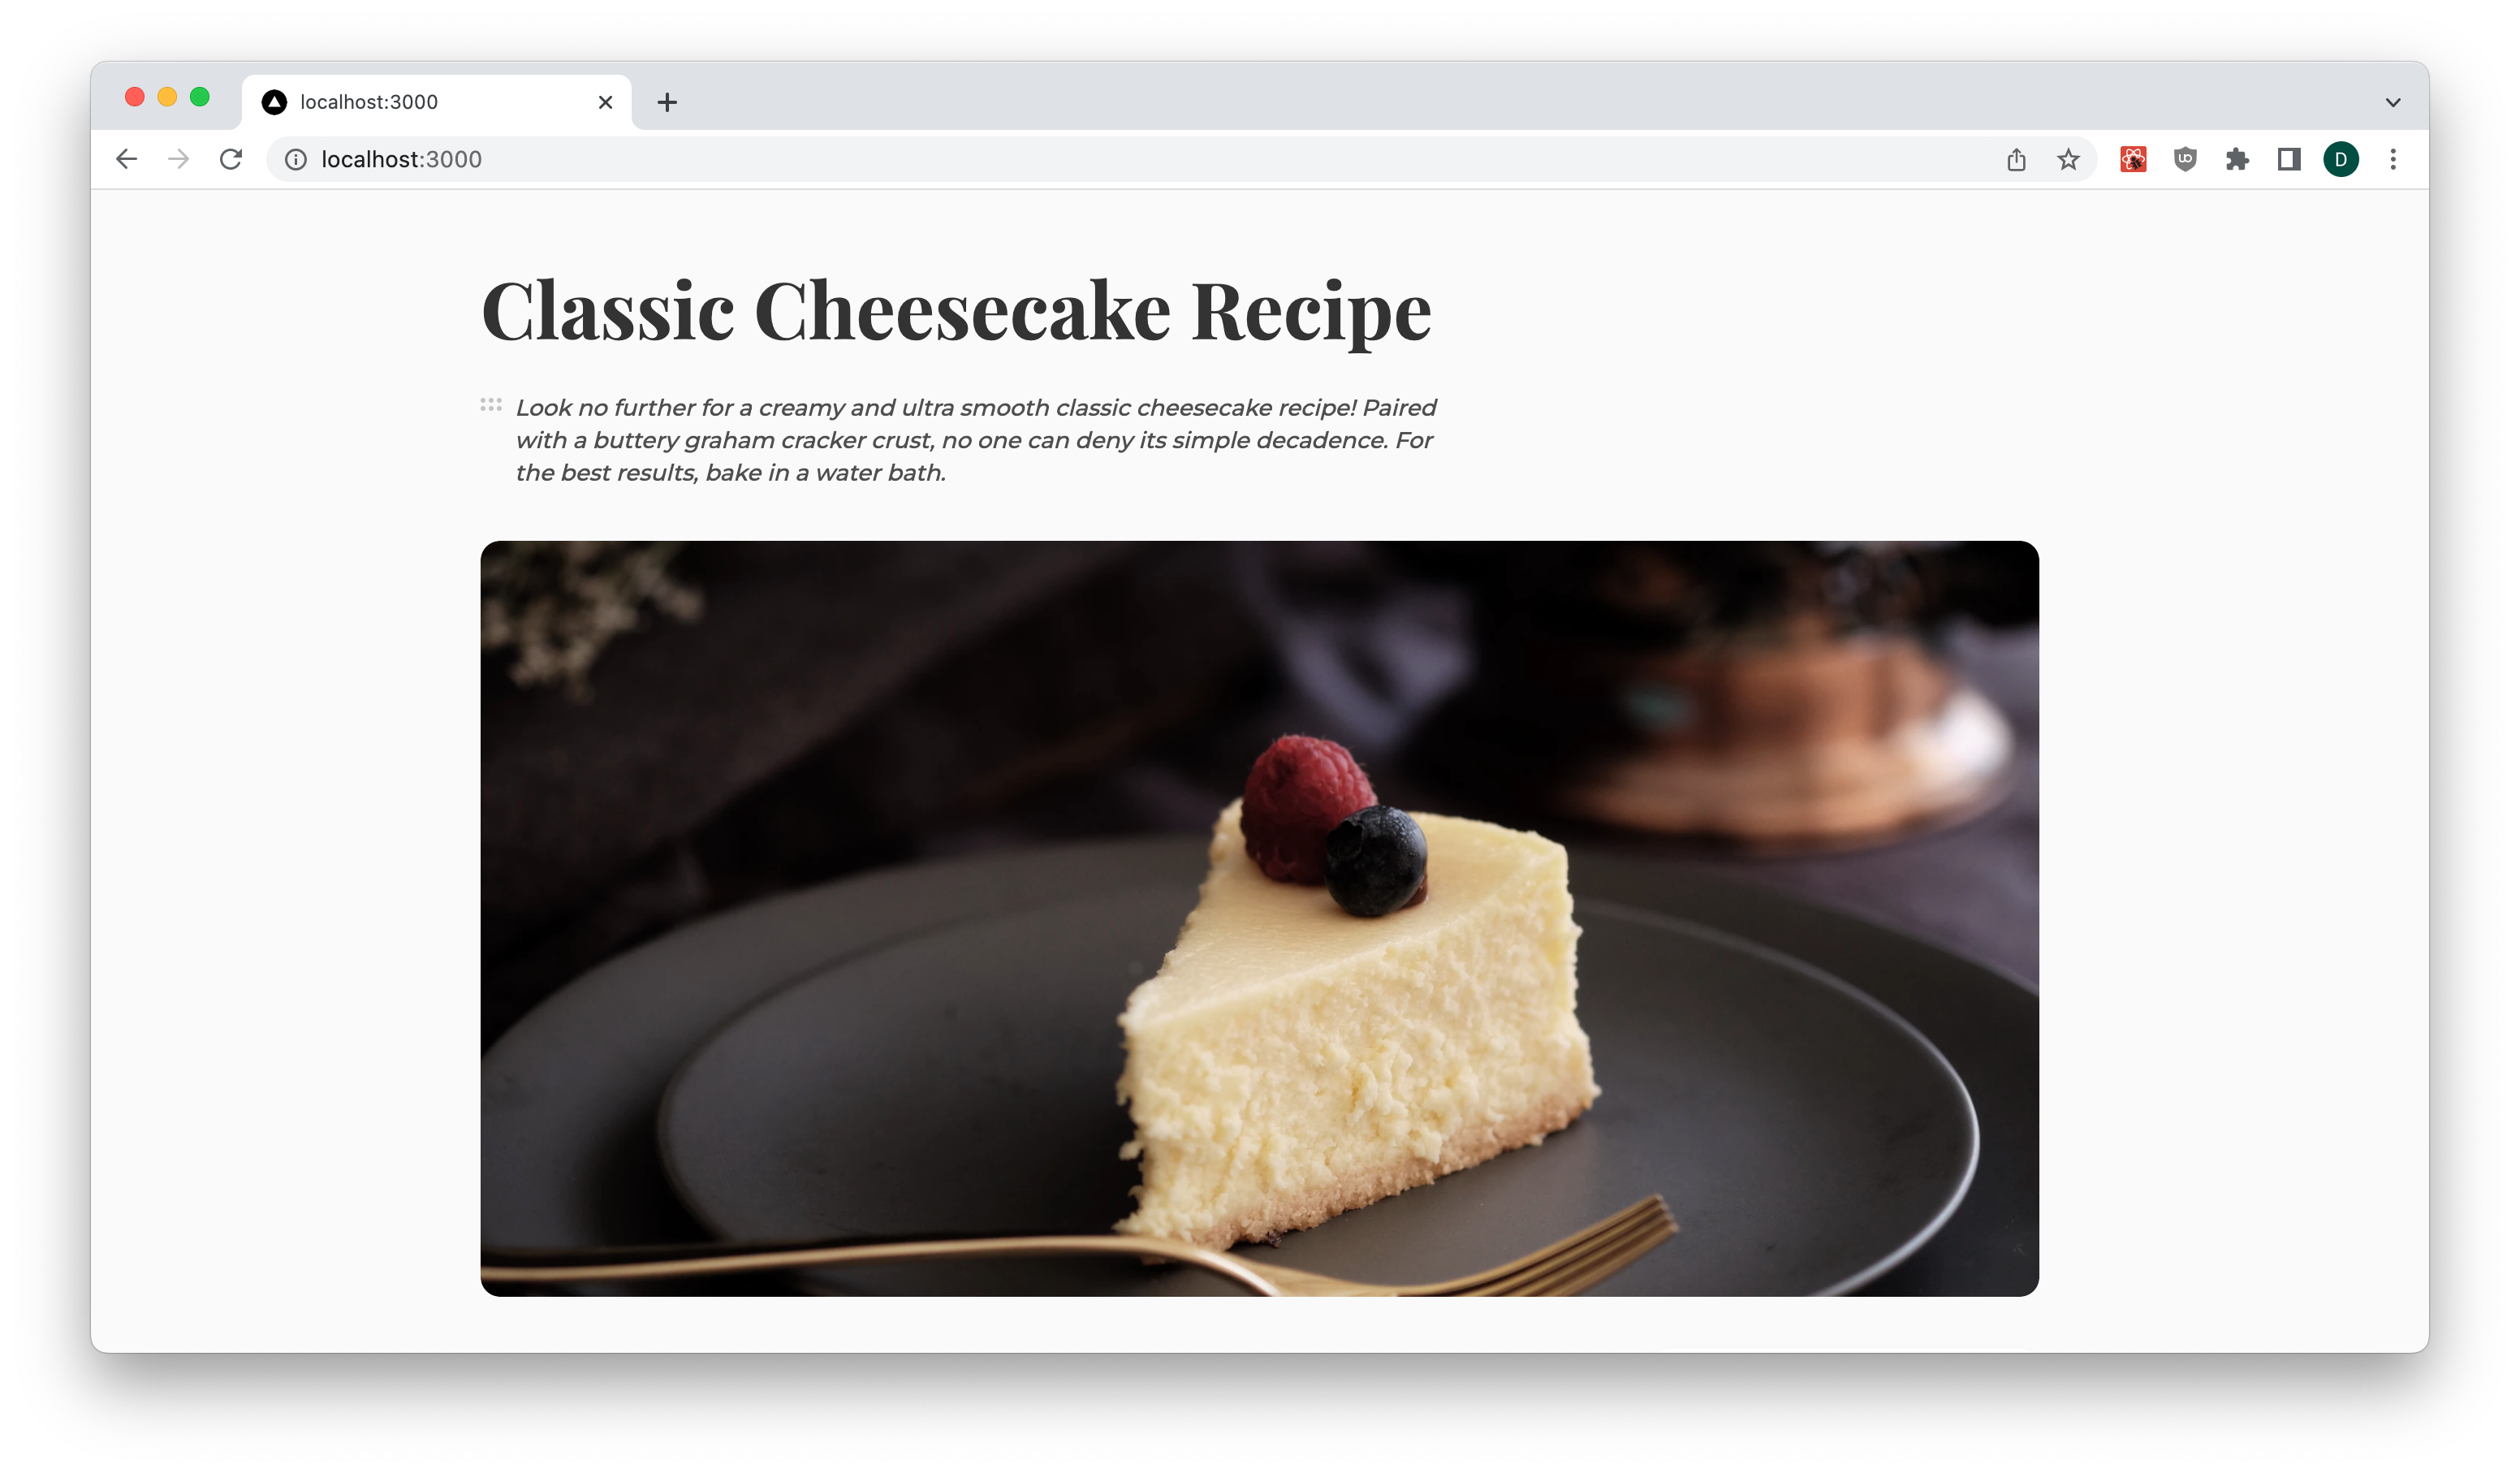 localhost:3000
localhost:3000
D
Classic Cheesecake Recipe
Look no further for a creamy and ultra smooth classic cheesecake recipe! Paired
with a buttery graham cracker crust, no one can deny its simple decadence. For
the best results, bake in a water bath.